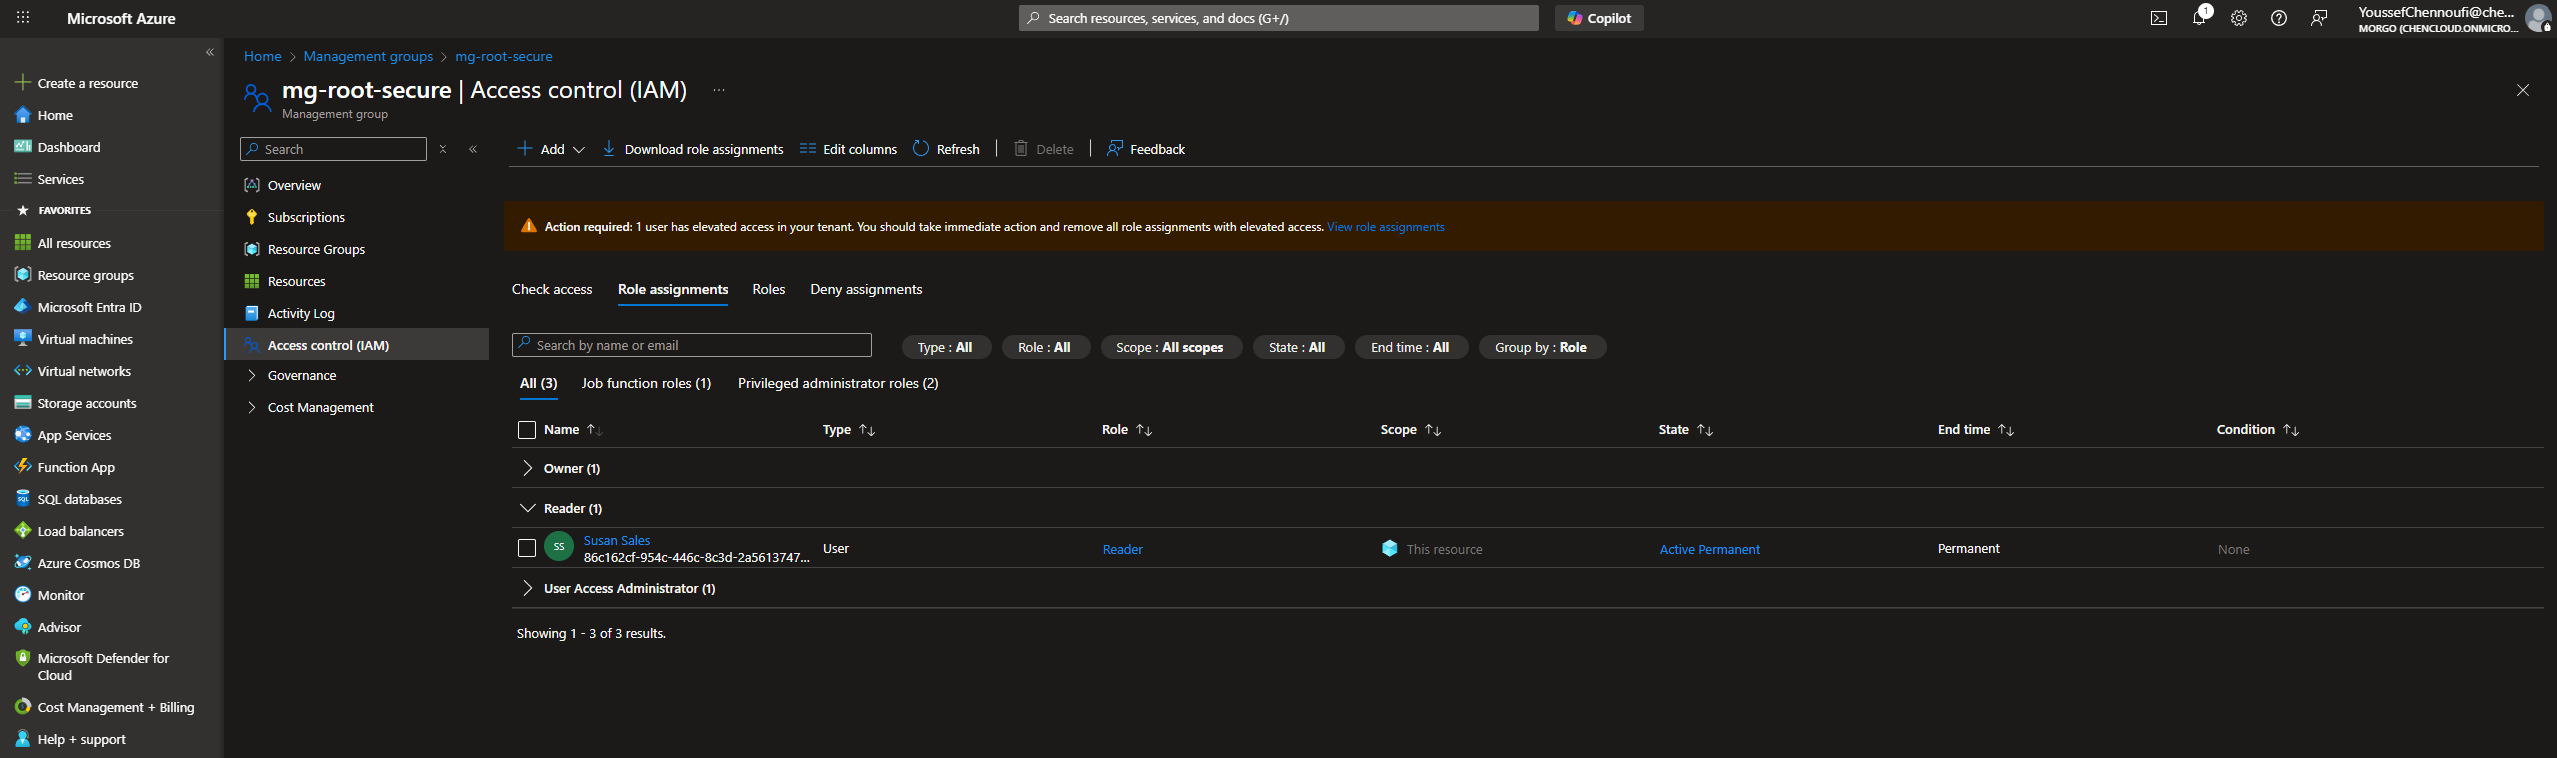 Microsoft Azure
Search resources, services, and docs (G+/)
Copilot
1
YoussefChennoufi@che...
MORGO (CHENCLOUD.ONMICRO...
Create a resource
Home
Dashboard
Services
FAVORITES
All resources
Resource groups
Microsoft Entra ID
Virtual machines
Virtual networks
Storage accounts
App Services
Function App
SQL databases
Load balancers
Azure Cosmos DB
Monitor
Advisor
Microsoft Defender for
Cloud
Cost Management + Billing
Help + support
Home > Management groups > mg-root-secure
mg-root-secure | Access control (IAM) ...
Management group
Search
Overview
Subscriptions
Resource Groups
Resources
Activity Log
Access control (IAM)
Governance
Cost Management
Add Download role assignments Edit columns Refresh | Delete | Feedback
Action required: 1 user has elevated access in your tenant. You should take immediate action and remove all role assignments with elevated access. View role assignments
Check access Role assignments Roles Deny assignments
Search by name or email Type : All Role : All Scope : All scopes State : All End time : All Group by : Role
All (3) Job function roles (1) Privileged administrator roles (2)
Name Type Role Scope State End time Condition
Owner (1)
Reader (1)
SS Susan Sales
86c162cf-954c-446c-8c3d-2a5613747... User Reader This resource Active Permanent Permanent None
User Access Administrator (1)
Showing 1 - 3 of 3 results.